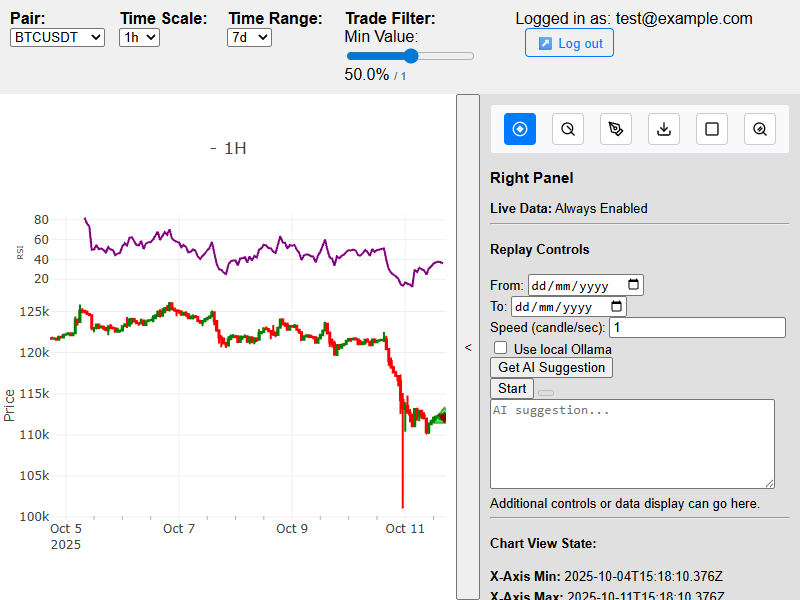 Pair:
BTCUSDT
Time Scale:
1h
Time Range:
7d
Trade Filter:
Min Value:
50.0% / 1
Logged in as: test@example.com
Log out
- 1H
RSI
80
60
40
20
Price
125k
120k
115k
110k
105k
100k
Oct 5
2025
Oct 7
Oct 9
Oct 11
<
Right Panel
Live Data: Always Enabled
Replay Controls
From: dd/mm/yyyy
To: dd/mm/yyyy
Speed (candle/sec): 1
Use local Ollama
Get AI Suggestion
Start
AI suggestion...
Additional controls or data display can go here.
Chart View State:
X-Axis Min: 2025-10-04T15:18:10.376Z
X-Axis Max: 2025-10-11T15:18:10.376Z